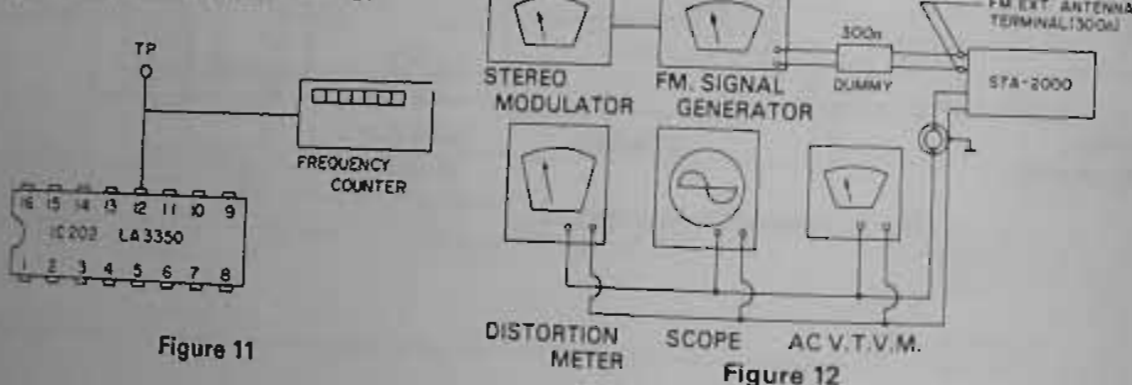 TP
FREQUENCY
COUNTER
16 15 14 13 12 11 10 9
IC202 LA3350
1 2 3 4 5 6 7 8
Figure 11
STEREO
MODULATOR
FM. SIGNAL
GENERATOR
300Ω
DUMMY
FM EXT. ANTENNA
TERMINAL (300Ω)
STA-2000
DISTORTION
METER
SCOPE
AC V.T.V.M.
Figure 12